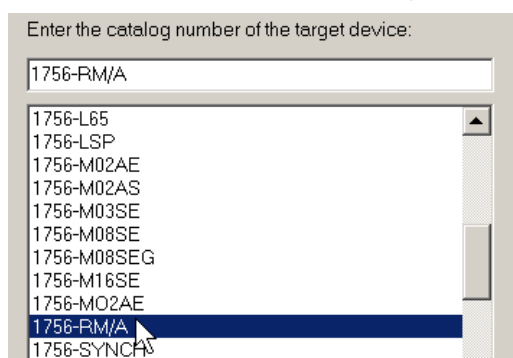 Enter the catalog number of the target device:
1756-RM/A
1756-L65
1756-LSP
1756-M02AE
1756-M02AS
1756-M03SE
1756-M08SE
1756-M08SEG
1756-M16SE
1756-MO2AE
1756-RM/A
1756-SYNCH